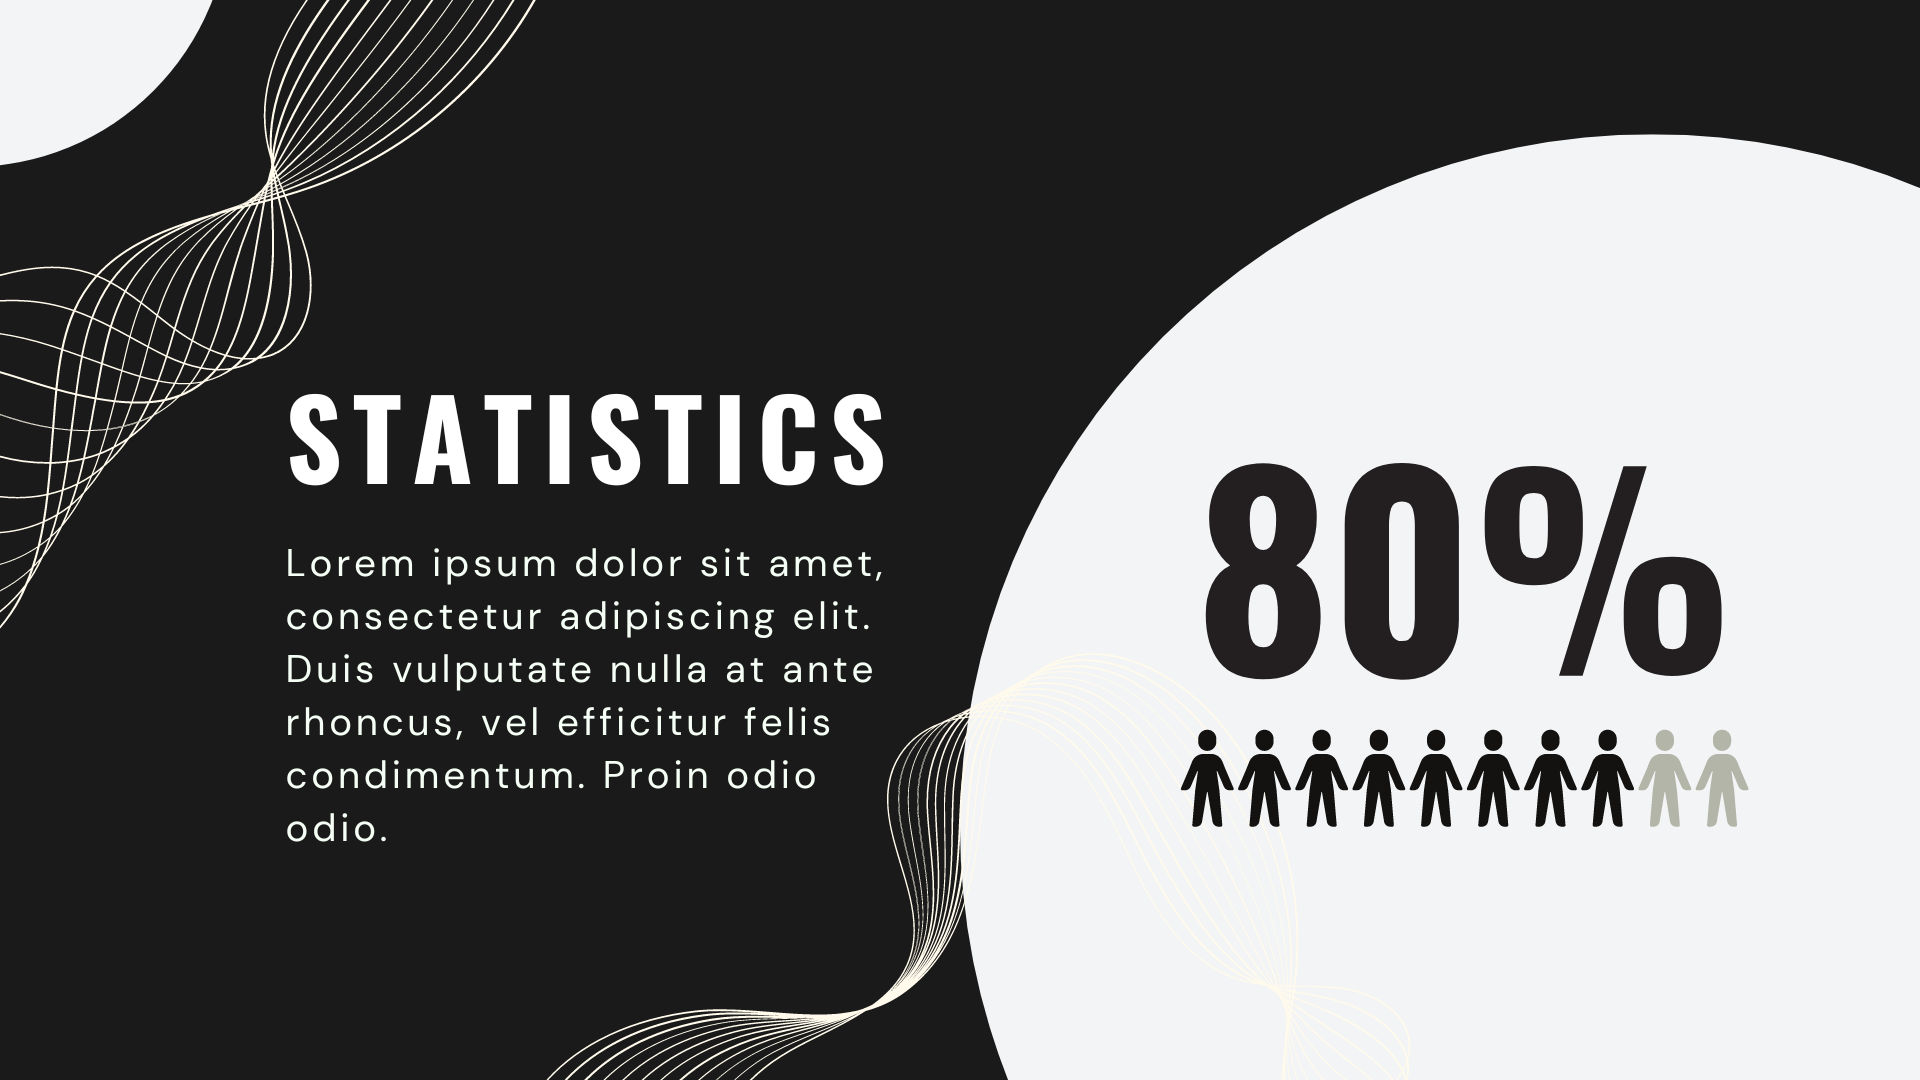 STATISTICS
Lorem ipsum dolor sit amet,
consectetur adipiscing elit.
Duis vulputate nulla at ante
rhoncus, vel efficitur felis
condimentum. Proin odio
odio.
80%